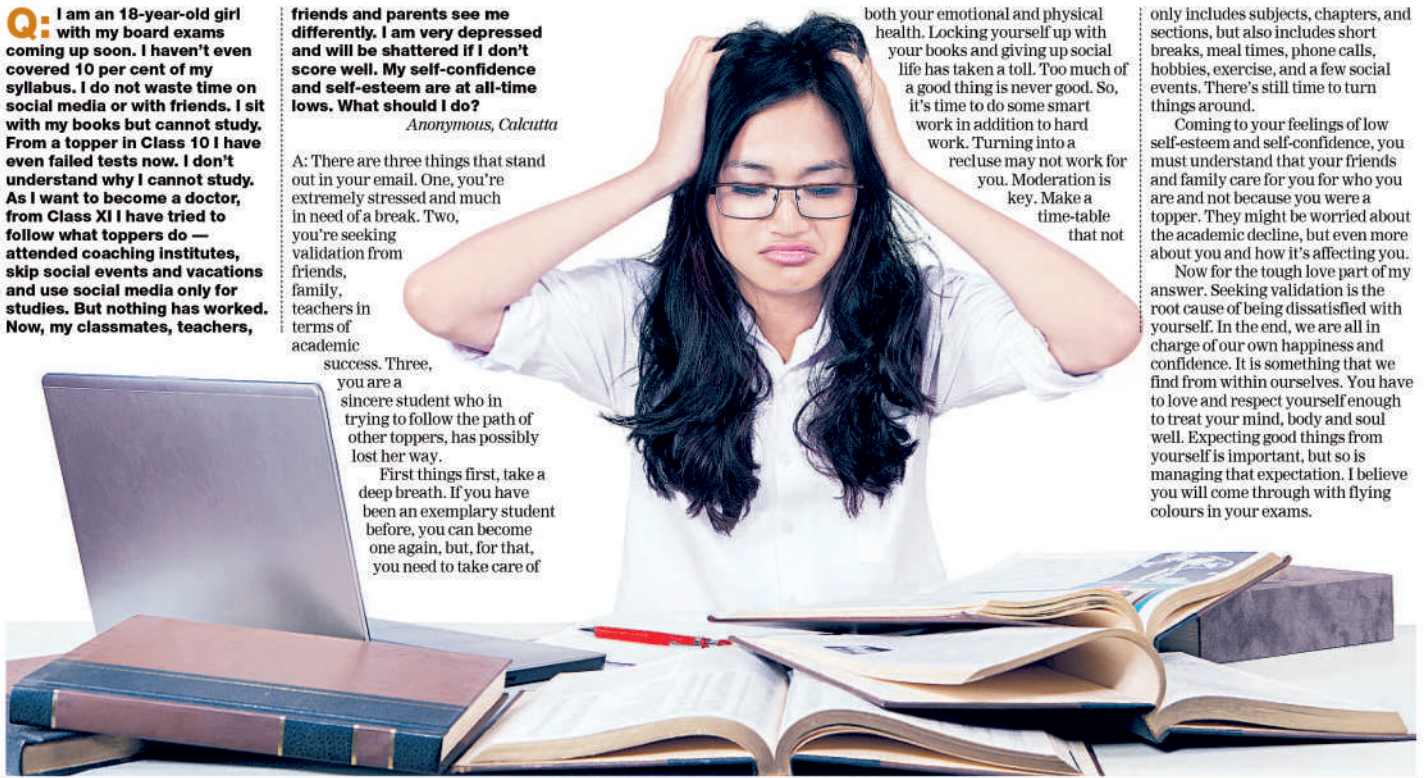 Q: I am an 18-year-old girl
with my board exams
coming up soon. I haven't even
covered 10 per cent of my
syllabus. I do not waste time on
social media or with friends. I sit
with my books but cannot study.
From a topper in Class 10 I have
even failed tests now. I don't
understand why I cannot study.
As I want to become a doctor,
from Class XI I have tried to
follow what toppers do —
attended coaching institutes,
skip social events and vacations
and use social media only for
studies. But nothing has worked.
Now, my classmates, teachers,
friends and parents see me
differently. I am very depressed
and will be shattered if I don't
score well. My self-confidence
and self-esteem are at all-time
lows. What should I do?
Anonymous, Calcutta
A: There are three things that stand
out in your email. One, you're
extremely stressed and much
in need of a break. Two,
you're seeking
validation from
friends,
family,
teachers in
terms of
academic
success. Three,
you are a
sincere student who in
trying to follow the path of
other toppers, has possibly
lost her way.
First things first, take a
deep breath. If you have
been an exemplary student
before, you can become
one again, but, for that,
you need to take care of
both your emotional and physical
health. Locking yourself up with
your books and giving up social
life has taken a toll. Too much of
a good thing is never good. So,
it's time to do some smart
work in addition to hard
work. Turning into a
recluse may not work for
you. Moderation is
key. Make a
time-table
that not
only includes subjects, chapters, and
sections, but also includes short
breaks, meal times, phone calls,
hobbies, exercise, and a few social
events. There's still time to turn
things around.
Coming to your feelings of low
self-esteem and self-confidence, you
must understand that your friends
and family care for you for who you
are and not because you were a
topper. They might be worried about
the academic decline, but even more
about you and how it's affecting you.
Now for the tough love part of my
answer. Seeking validation is the
root cause of being dissatisfied with
yourself. In the end, we are all in
charge of our own happiness and
confidence. It is something that we
find from within ourselves. You have
to love and respect yourself enough
to treat your mind, body and soul
well. Expecting good things from
yourself is important, but so is
managing that expectation. I believe
you will come through with flying
colours in your exams.